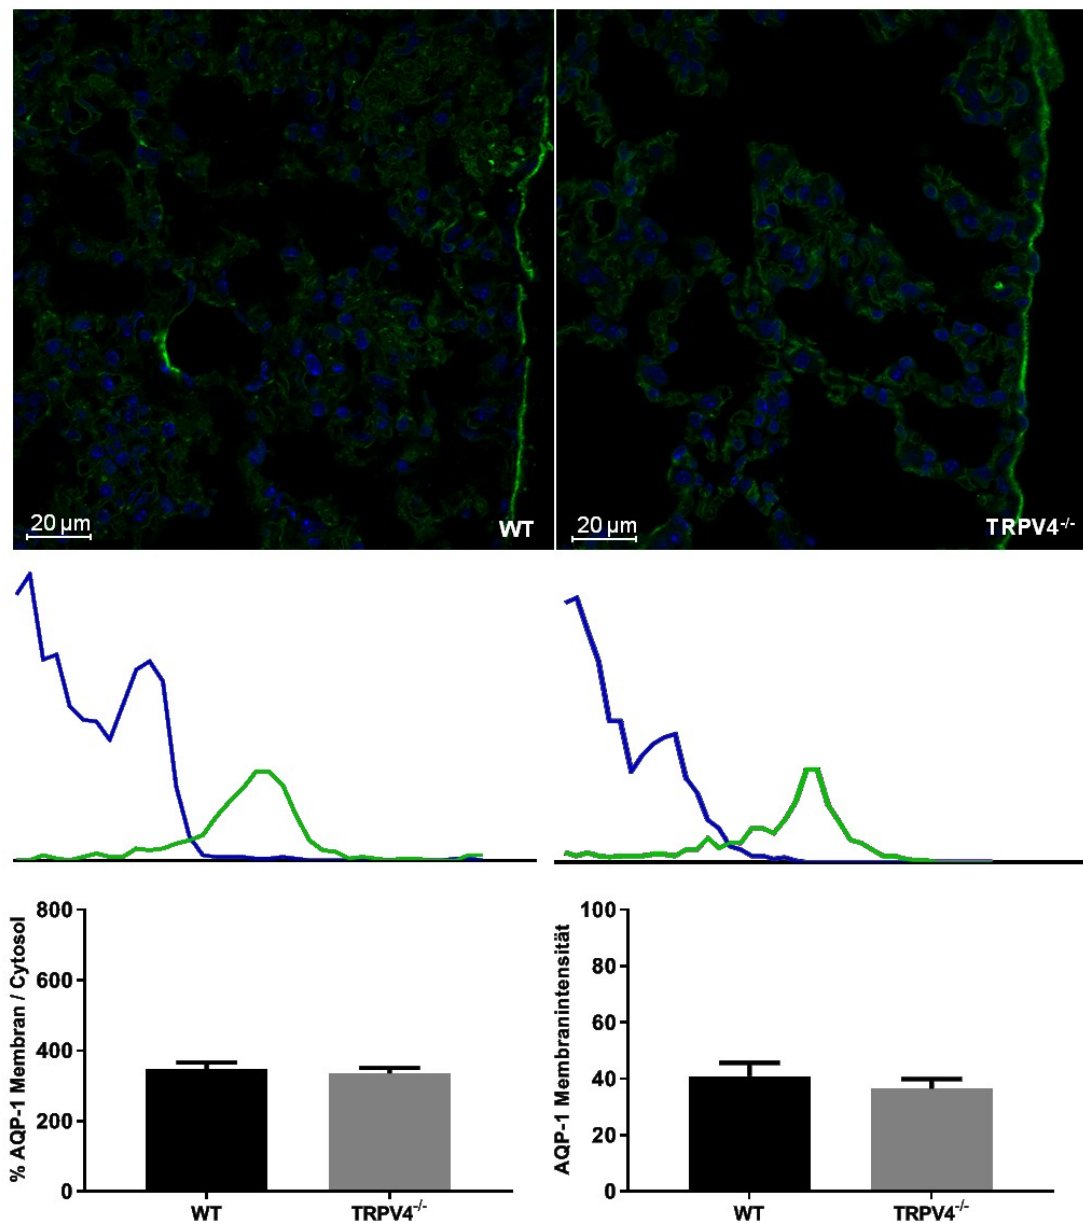 20 µm
WT
20 µm
TRPV4-/-
% AQP-1 Membran / Cytosol
800
600
400
200
0
WT
TRPV4-/-
AQP-1 Membranintensität
100
80
60
40
20
0
WT
TRPV4-/-